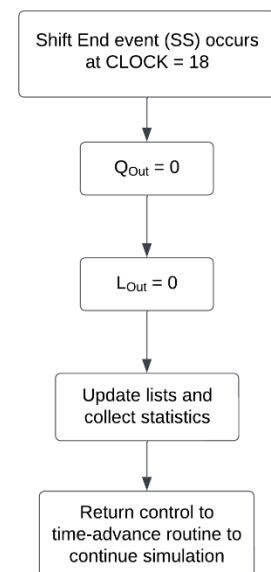 Shift End event (SS) occurs
at CLOCK = 18
QOut = 0
LOut = 0
Update lists and
collect statistics
Return control to
time-advance routine to
continue simulation